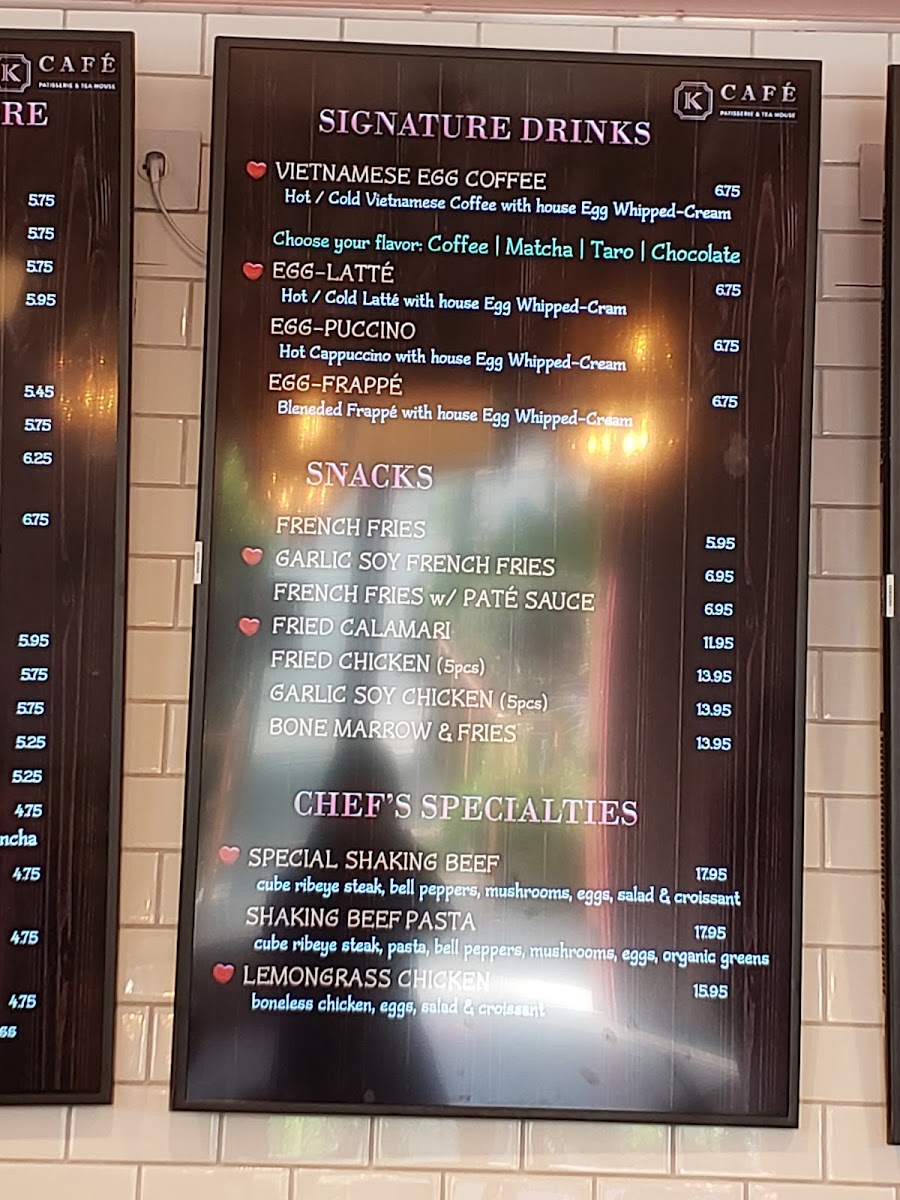 K CAFÉ
PATISSERIE & TEA HOUSE
RE
5.75
5.75
5.75
5.95
5.45
5.75
6.25
6.75
5.95
5.75
5.75
5.25
5.25
4.75
ncha
4.75
4.75
4.75
ss
K CAFÉ
PATISSERIE & TEA HOUSE
SIGNATURE DRINKS
VIETNAMESE EGG COFFEE 6.75
Hot / Cold Vietnamese Coffee with house Egg Whipped-Cream
Choose your flavor: Coffee | Matcha | Taro | Chocolate
EGG-LATTÉ 6.75
Hot / Cold Latté with house Egg Whipped-Cram
EGG-PUCCINO 6.75
Hot Cappuccino with house Egg Whipped-Cream
EGG-FRAPPÉ 6.75
Bleneded Frappé with house Egg Whipped-Cream
SNACKS
FRENCH FRIES 5.95
GARLIC SOY FRENCH FRIES 6.95
FRENCH FRIES w/ PATÉ SAUCE 6.95
FRIED CALAMARI 11.95
FRIED CHICKEN (5pcs) 13.95
GARLIC SOY CHICKEN (5pcs) 13.95
BONE MARROW & FRIES 13.95
CHEF'S SPECIALTIES
SPECIAL SHAKING BEEF 17.95
cube ribeye steak, bell peppers, mushrooms, eggs, salad & croissant
SHAKING BEEF PASTA 17.95
cube ribeye steak, pasta, bell peppers, mushrooms, eggs, organic greens
LEMONGRASS CHICKEN 15.95
boneless chicken, eggs, salad & croissant